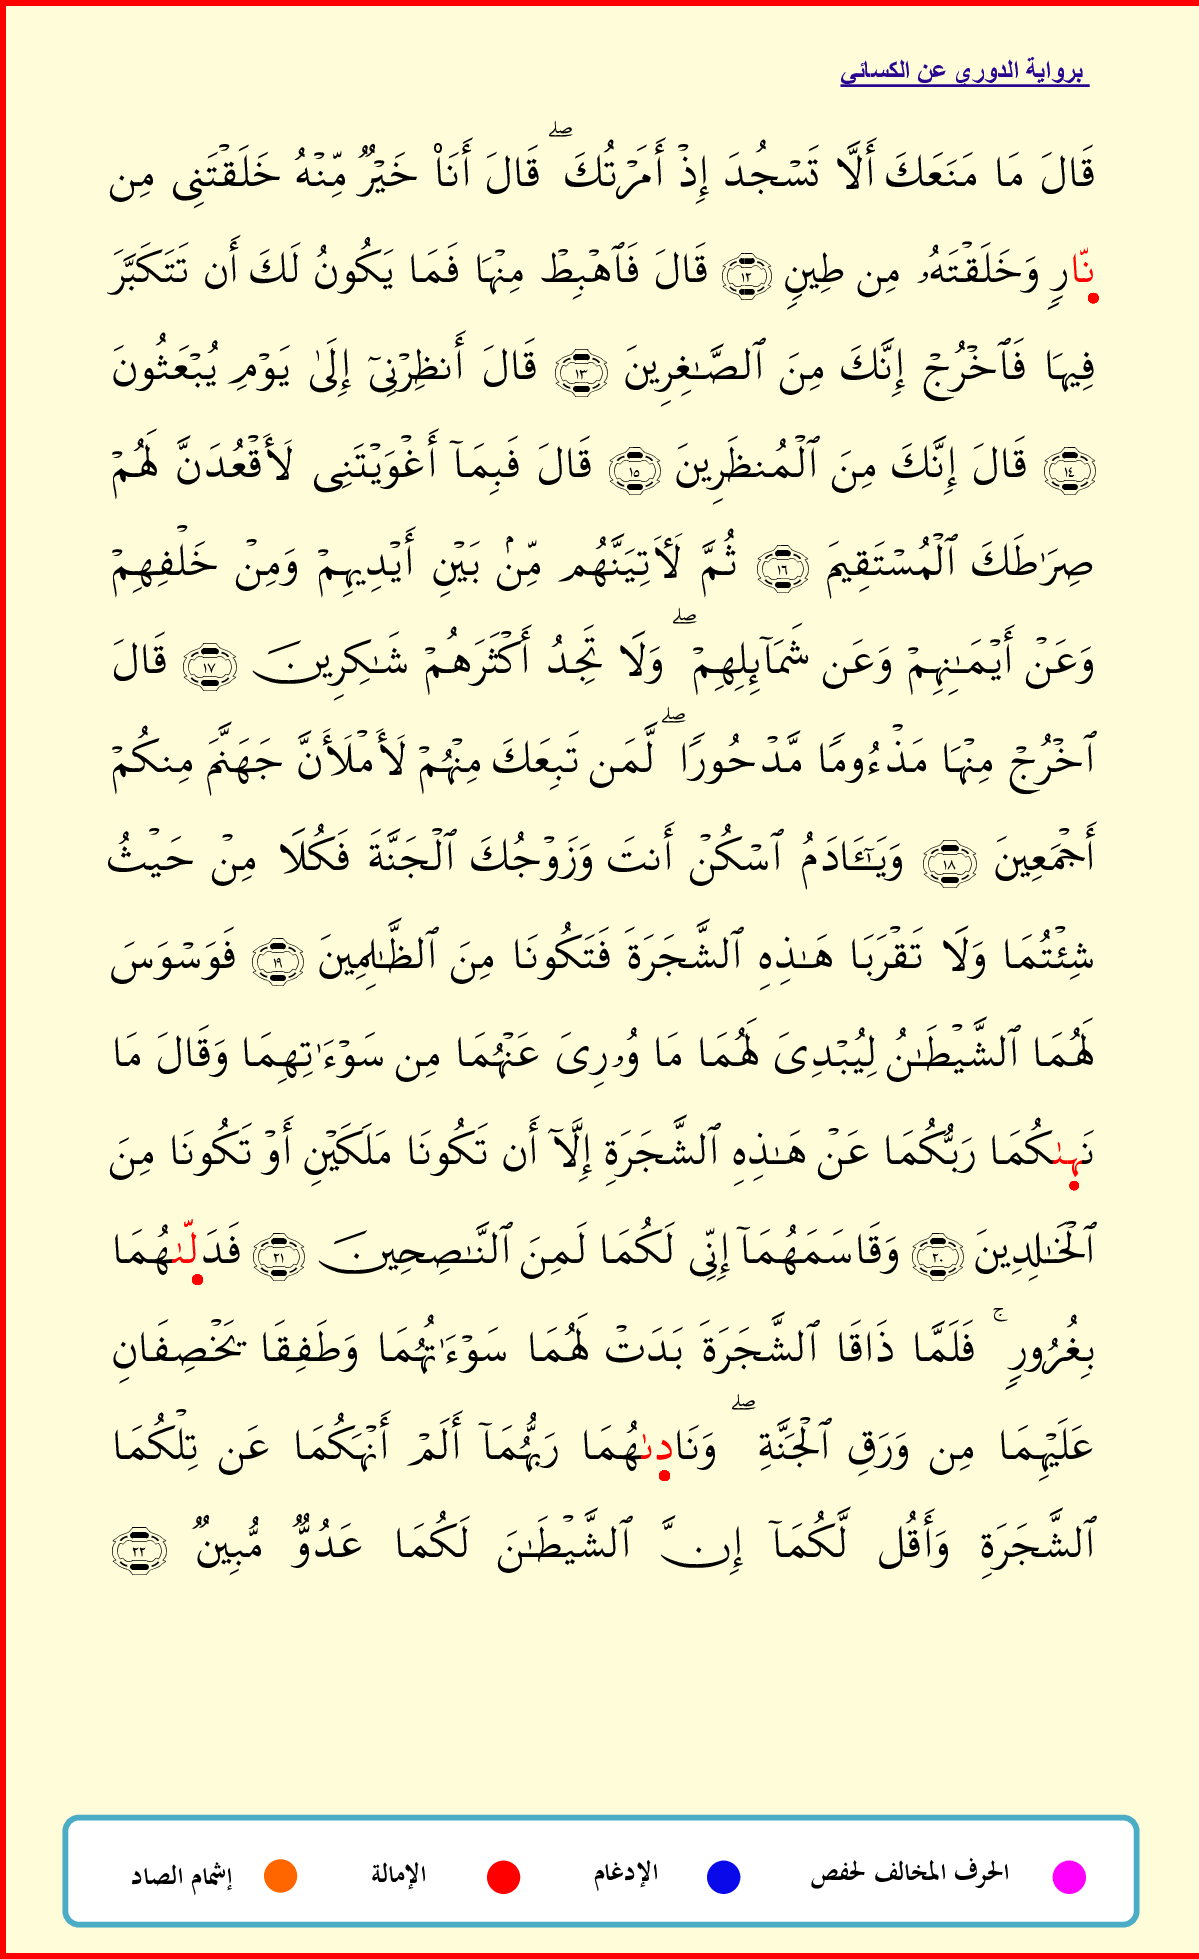 برواية الدوري عن الكسائي
قَالَ مَا مَنَعَكَ أَلَّا تَسْجُدَ إِذْ أَمَرْتُكَ ۖ قَالَ أَنَا۠ خَيْرٌ مِّنْهُ خَلَقْتَنِى مِن
نَّارٍ وَخَلَقْتَهُۥ مِن طِينٍ ١٢ قَالَ فَٱهْبِطْ مِنْهَا فَمَا يَكُونُ لَكَ أَن تَتَكَبَّرَ
فِيهَا فَٱخْرُجْ إِنَّكَ مِنَ ٱلصَّـٰغِرِينَ ١٣ قَالَ أَنظِرْنِىٓ إِلَىٰ يَوْمِ يُبْعَثُونَ
١٤ قَالَ إِنَّكَ مِنَ ٱلْمُنظَرِينَ ١٥ قَالَ فَبِمَآ أَغْوَيْتَنِى لَأَقْعُدَنَّ لَهُمْ
صِرَٰطَكَ ٱلْمُسْتَقِيمَ ١٦ ثُمَّ لَـَٔاتِيَنَّهُم مِّنۢ بَيْنِ أَيْدِيهِمْ وَمِنْ خَلْفِهِمْ
وَعَنْ أَيْمَـٰنِهِمْ وَعَن شَمَآئِلِهِمْ ۖ وَلَا تَجِدُ أَكْثَرَهُمْ شَـٰكِرِينَ ١٧ قَالَ
ٱخْرُجْ مِنْهَا مَذْءُومًا مَّدْحُورًا ۖ لَّمَن تَبِعَكَ مِنْهُمْ لَأَمْلَأَنَّ جَهَنَّمَ مِنكُمْ
أَجْمَعِينَ ١٨ وَيَـٰٓـَٔادَمُ ٱسْكُنْ أَنتَ وَزَوْجُكَ ٱلْجَنَّةَ فَكُلَا مِنْ حَيْثُ
شِئْتُمَا وَلَا تَقْرَبَا هَـٰذِهِ ٱلشَّجَرَةَ فَتَكُونَا مِنَ ٱلظَّـٰلِمِينَ ١٩ فَوَسْوَسَ
لَهُمَا ٱلشَّيْطَـٰنُ لِيُبْدِىَ لَهُمَا مَا وُۥرِىَ عَنْهُمَا مِن سَوْءَٰتِهِمَا وَقَالَ مَا
نَهَىٰكُمَا رَبُّكُمَا عَنْ هَـٰذِهِ ٱلشَّجَرَةِ إِلَّآ أَن تَكُونَا مَلَكَيْنِ أَوْ تَكُونَا مِنَ
ٱلْخَـٰلِدِينَ ٢٠ وَقَاسَمَهُمَآ إِنِّى لَكُمَا لَمِنَ ٱلنَّـٰصِحِينَ ٢١ فَدَلَّىٰهُمَا
بِغُرُورٍ ۚ فَلَمَّا ذَاقَا ٱلشَّجَرَةَ بَدَتْ لَهُمَا سَوْءَٰتُهُمَا وَطَفِقَا يَخْصِفَانِ
عَلَيْهِمَا مِن وَرَقِ ٱلْجَنَّةِ ۖ وَنَادَىٰهُمَا رَبُّهُمَآ أَلَمْ أَنْهَكُمَا عَن تِلْكُمَا
ٱلشَّجَرَةِ وَأَقُل لَّكُمَآ إِنَّ ٱلشَّيْطَـٰنَ لَكُمَا عَدُوٌّ مُّبِينٌ ٢٢
الحرف المخالف لحفص الإدغام الإمالة إشمام الصاد